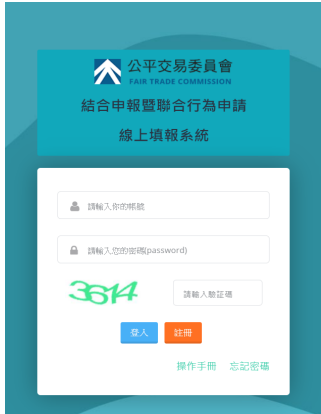 公平交易委員會
FAIR TRADE COMMISSION
結合申報暨聯合行為申請
線上填報系統
請輸入你的帳號
請輸入您的密碼(password)
3614
請輸入驗証碼
登入
註冊
操作手冊 忘記密碼